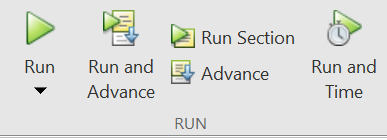 Run
Run and
Advance
Run Section
Advance
Run and
Time
RUN